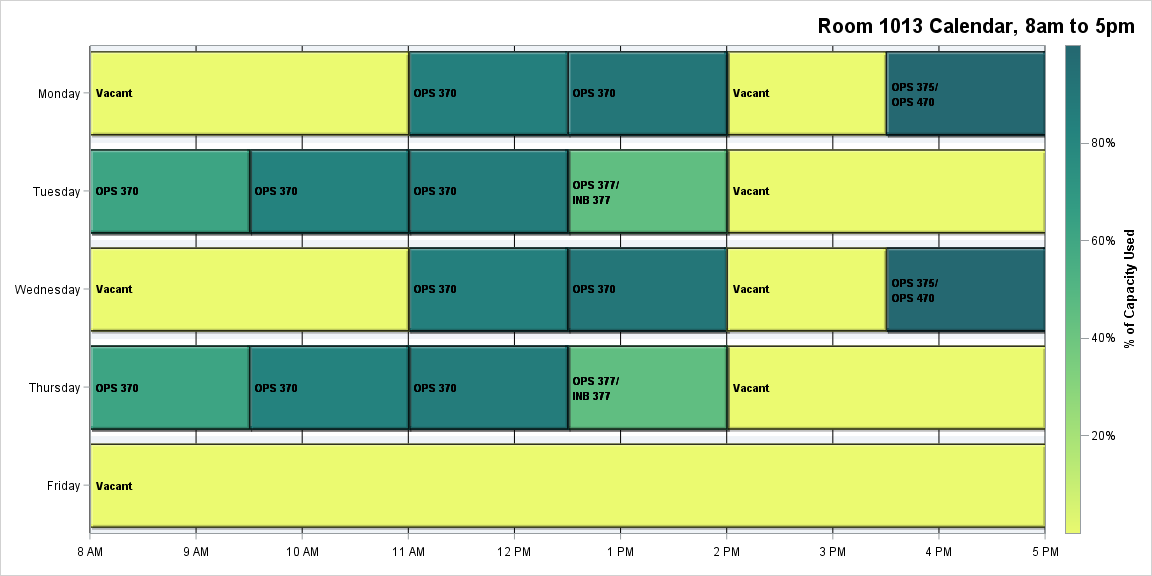 Room 1013 Calendar, 8am to 5pm
Monday
Vacant
OPS 370
OPS 370
Vacant
OPS 375/
OPS 470
Tuesday
OPS 370
OPS 370
OPS 370
OPS 377/
INB 377
Vacant
Wednesday
Vacant
OPS 370
OPS 370
Vacant
OPS 375/
OPS 470
Thursday
OPS 370
OPS 370
OPS 370
OPS 377/
INB 377
Vacant
Friday
Vacant
8 AM
9 AM
10 AM
11 AM
12 PM
1 PM
2 PM
3 PM
4 PM
5 PM
80%
60%
40%
20%
% of Capacity Used